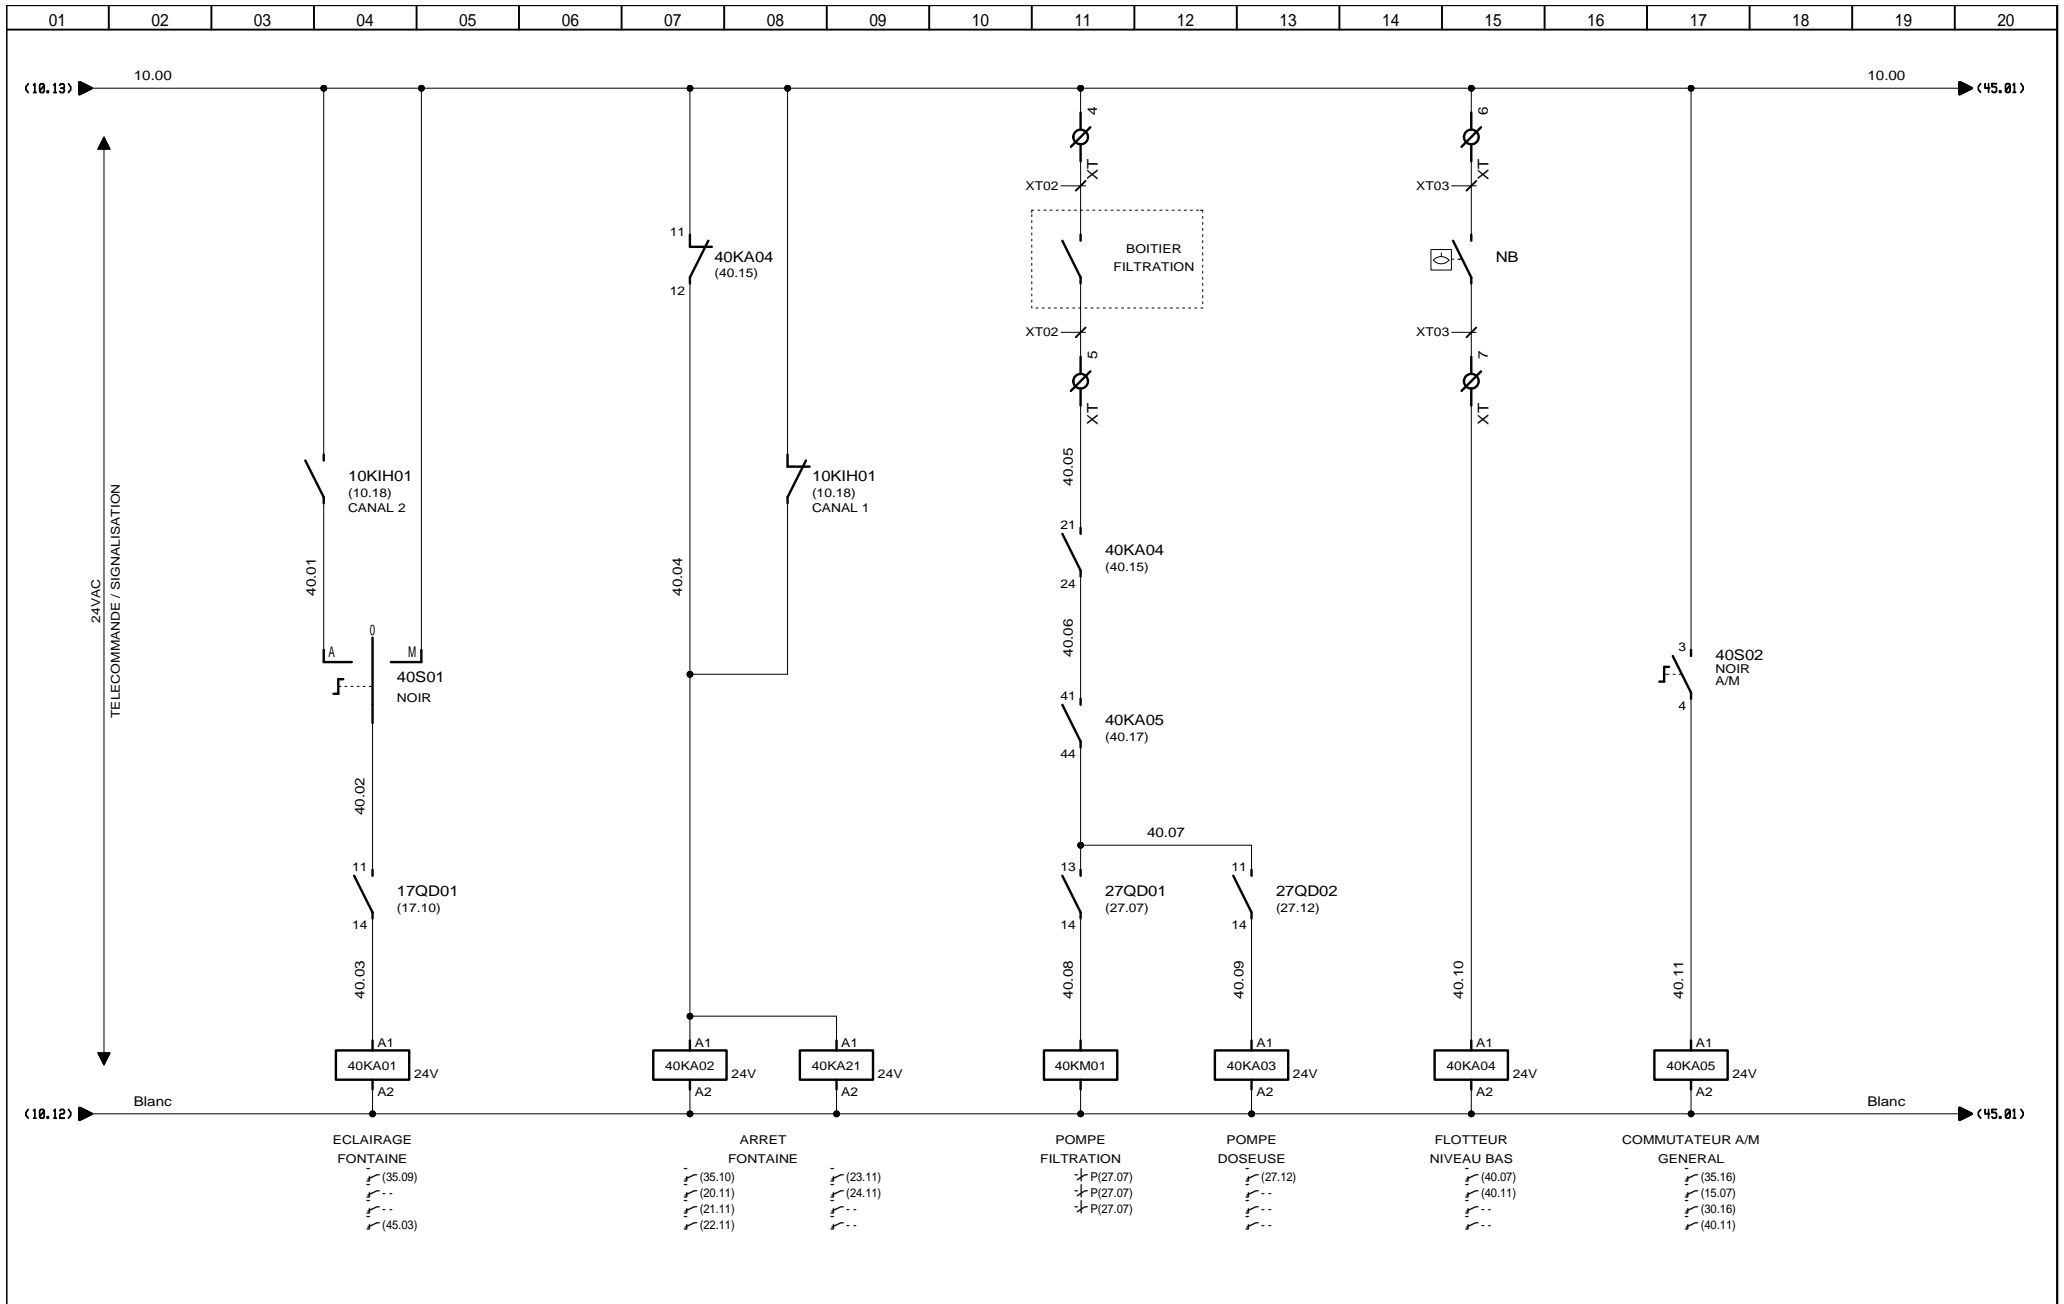 01 02 03 04 05 06 07 08 09 10 11 12 13 14 15 16 17 18 19 20
10.00 10.00
(10.13) (45.01)
4 6
XT XT
XT02 XT03
11
40KA04
(40.15)
12
BOITIER
FILTRATION
NB
XT02 XT03
5 7
XT XT
24VAC
TELECOMMANDE / SIGNALISATION
10KIH01
(10.18)
CANAL 2
10KIH01
(10.18)
CANAL 1
40.05
21
40KA04
(40.15)
24
40.01
40.04
40.06
0
A M
40S01
NOIR
3
40S02
NOIR
A/M
4
41
40KA05
(40.17)
44
40.02
40.07
11
17QD01
(17.10)
14
13
27QD01
(27.07)
14
11
27QD02
(27.12)
14
40.03 40.08 40.09 40.10 40.11
A1 A1 A1 A1 A1 A1
40KA01 24V 40KA02 24V 40KA21 24V 40KM01 40KA03 24V 40KA04 24V 40KA05 24V
A2 A2 A2 A2 A2 A2
Blanc Blanc
(10.12) (45.01)
ECLAIRAGE
FONTAINE
(35.09)
--
--
(45.03)
ARRET
FONTAINE
(35.10) (23.11)
(20.11) (24.11)
(21.11) --
(22.11) --
POMPE
FILTRATION
P(27.07)
P(27.07)
P(27.07)
POMPE
DOSEUSE
(27.12)
--
--
--
FLOTTEUR
NIVEAU BAS
(40.07)
(40.11)
--
--
COMMUTATEUR A/M
GENERAL
(35.16)
(15.07)
(30.16)
(40.11)